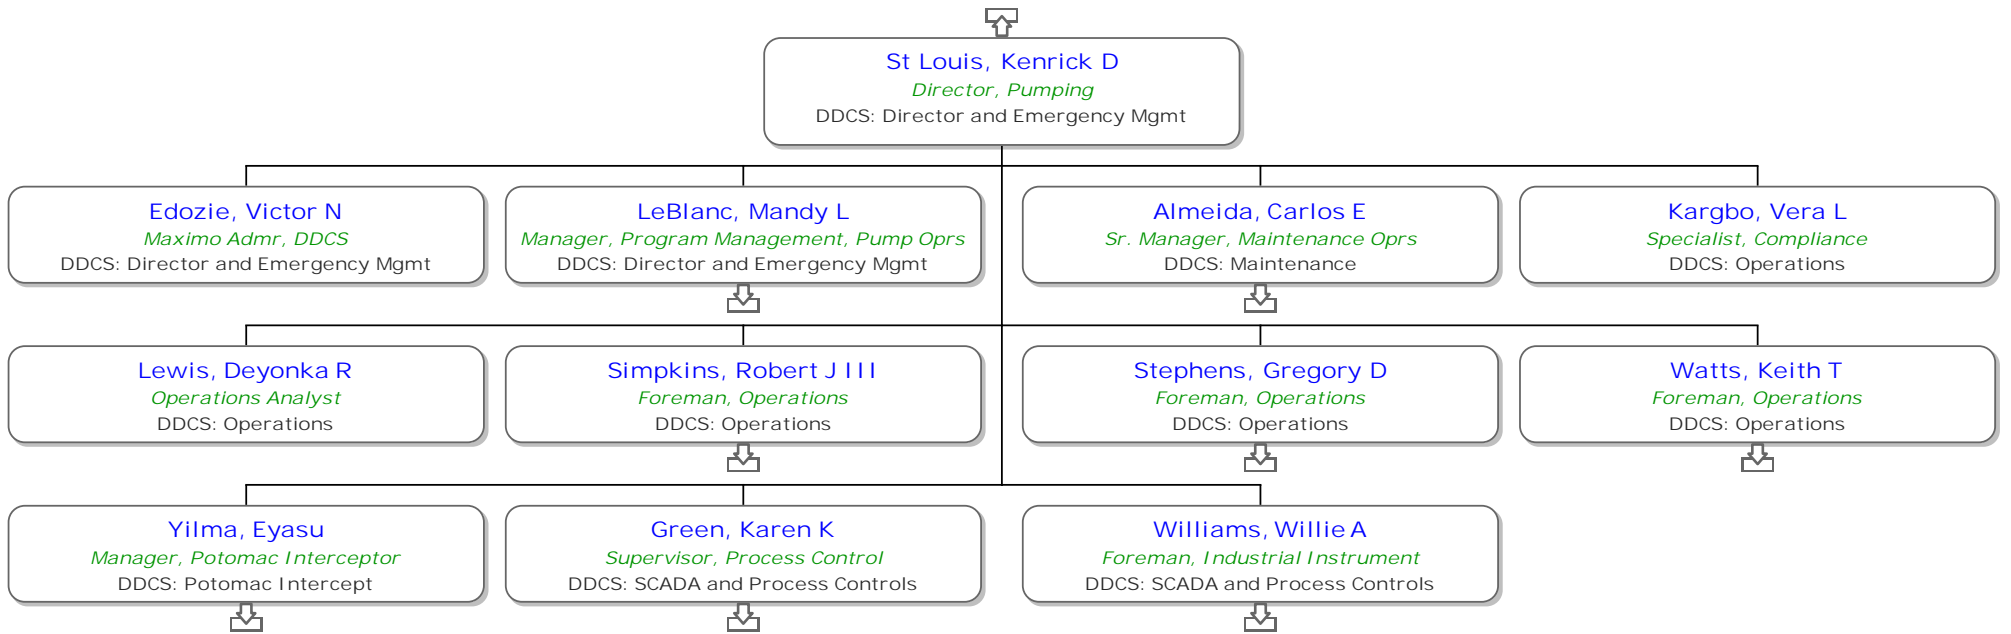 St Louis, Kenrick D
Director, Pumping
DDCS: Director and Emergency Mgmt
Edozie, Victor N
Maximo Admr, DDCS
DDCS: Director and Emergency Mgmt
LeBlanc, Mandy L
Manager, Program Management, Pump Oprs
DDCS: Director and Emergency Mgmt
Almeida, Carlos E
Sr. Manager, Maintenance Oprs
DDCS: Maintenance
Kargbo, Vera L
Specialist, Compliance
DDCS: Operations
Lewis, Deyonka R
Operations Analyst
DDCS: Operations
Simpkins, Robert J III
Foreman, Operations
DDCS: Operations
Stephens, Gregory D
Foreman, Operations
DDCS: Operations
Watts, Keith T
Foreman, Operations
DDCS: Operations
Yilma, Eyasu
Manager, Potomac Interceptor
DDCS: Potomac Intercept
Green, Karen K
Supervisor, Process Control
DDCS: SCADA and Process Controls
Williams, Willie A
Foreman, Industrial Instrument
DDCS: SCADA and Process Controls